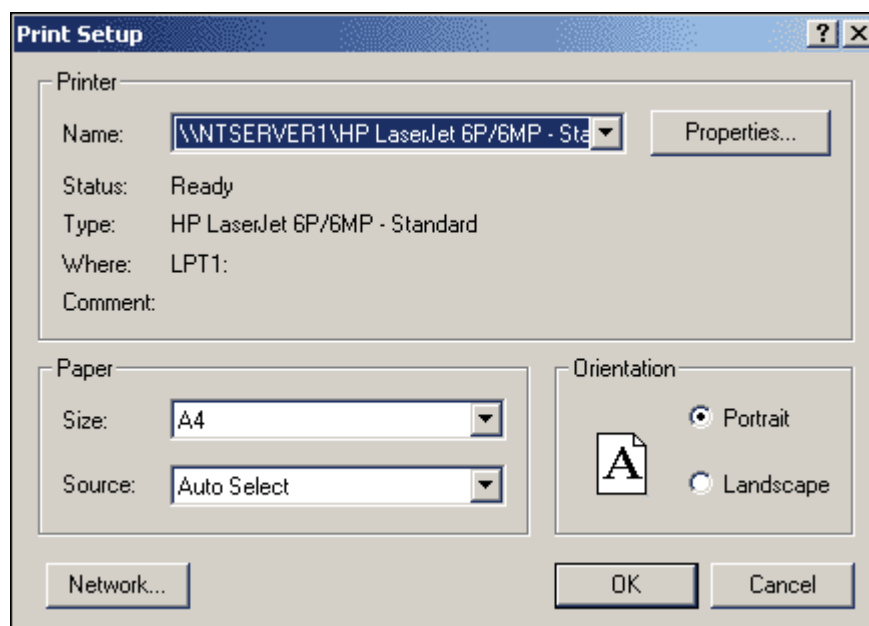 Print Setup
Printer
Name: \\NTSERVER1\HP LaserJet 6P/6MP - Sta Properties...
Status: Ready
Type: HP LaserJet 6P/6MP - Standard
Where: LPT1:
Comment:
Paper
Size: A4
Source: Auto Select
Orientation
A
Portrait
Landscape
Network... OK Cancel